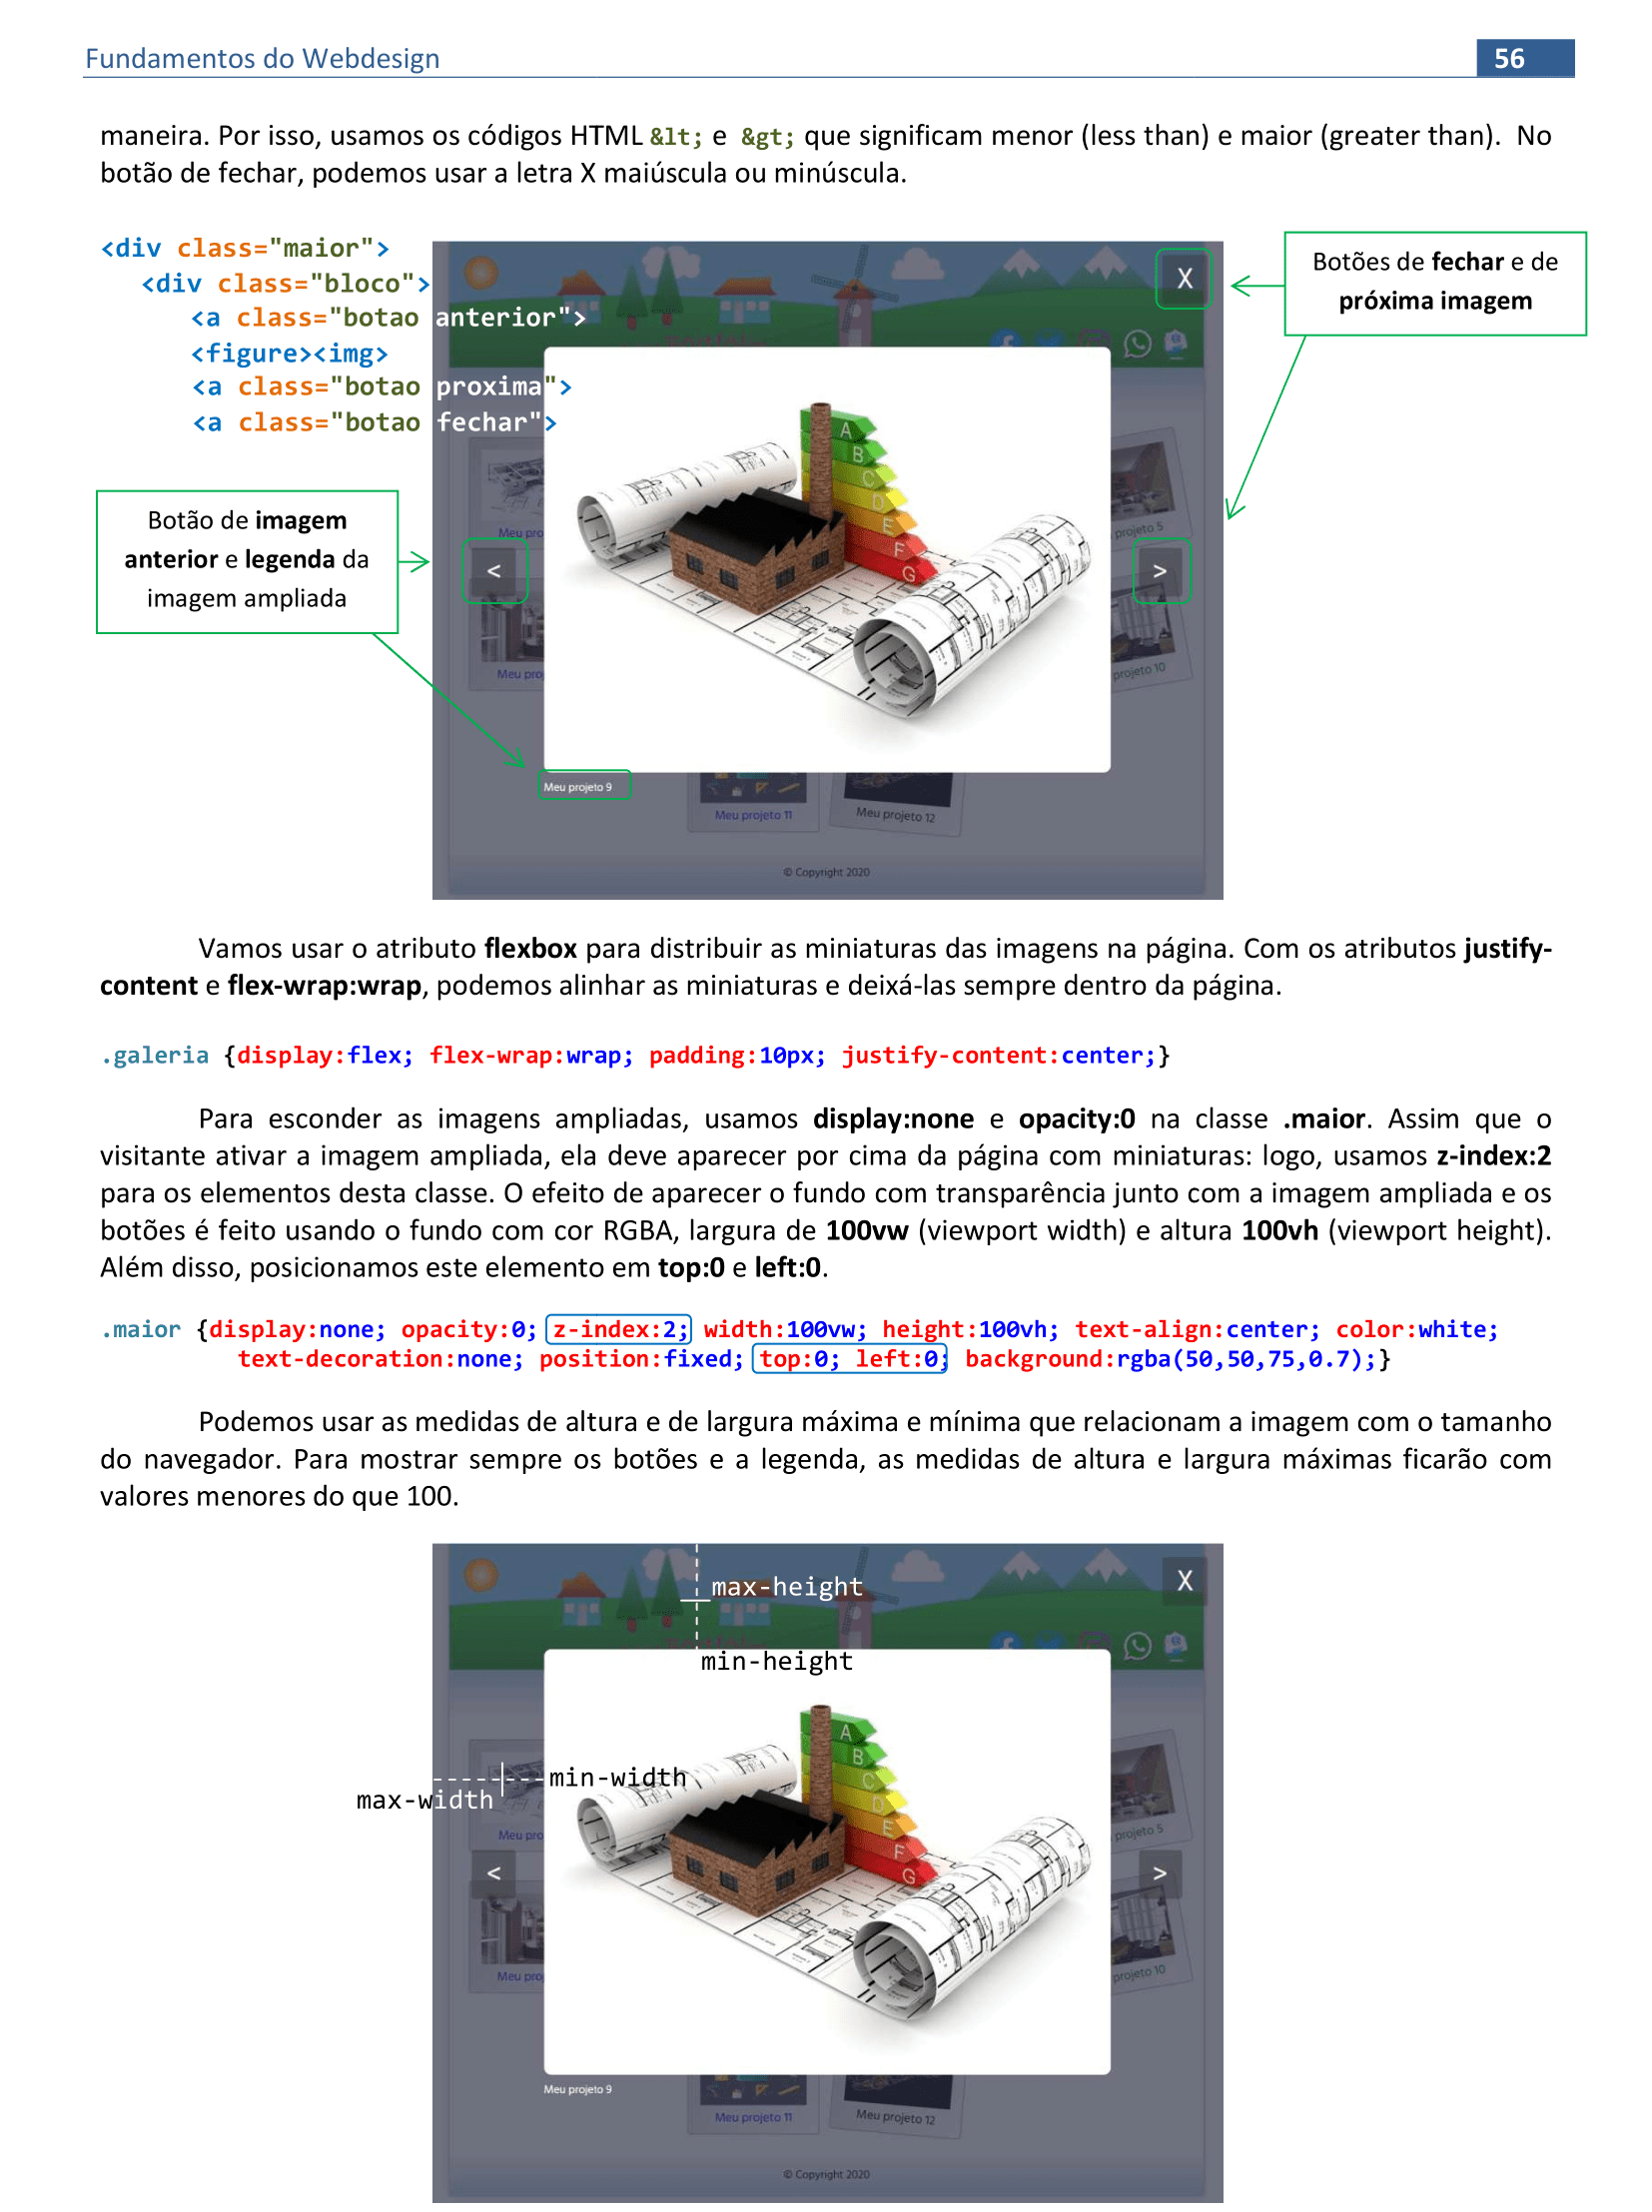 Fundamentos do Webdesign
56
maneira. Por isso, usamos os códigos HTML &lt; e &gt; que significam menor (less than) e maior (greater than). No
botão de fechar, podemos usar a letra X maiúscula ou minúscula.
<div class="maior">
<div class="bloco">
<a class="botao anterior">
<figure><img>
<a class="botao proxima">
<a class="botao fechar">
X
Botões de fechar e de
próxima imagem
Botão de imagem
anterior e legenda da
imagem ampliada
A
B
C
D
E
F
G
Meu pro
projeto 5
<
>
Meu proj
projeto 10
Meu projeto 9
Meu projeto 11
Meu projeto 12
© Copyright 2020
Vamos usar o atributo flexbox para distribuir as miniaturas das imagens na página. Com os atributos justify-
content e flex-wrap:wrap, podemos alinhar as miniaturas e deixá-las sempre dentro da página.
.galeria {display:flex; flex-wrap:wrap; padding:10px; justify-content:center;}
Para esconder as imagens ampliadas, usamos display:none e opacity:0 na classe .maior. Assim que o
visitante ativar a imagem ampliada, ela deve aparecer por cima da página com miniaturas: logo, usamos z-index:2
para os elementos desta classe. O efeito de aparecer o fundo com transparência junto com a imagem ampliada e os
botões é feito usando o fundo com cor RGBA, largura de 100vw (viewport width) e altura 100vh (viewport height).
Além disso, posicionamos este elemento em top:0 e left:0.
.maior {display:none; opacity:0; z-index:2; width:100vw; height:100vh; text-align:center; color:white;
text-decoration:none; position:fixed; top:0; left:0; background:rgba(50,50,75,0.7);}
Podemos usar as medidas de altura e de largura máxima e mínima que relacionam a imagem com o tamanho
do navegador. Para mostrar sempre os botões e a legenda, as medidas de altura e largura máximas ficarão com
valores menores do que 100.
max-height
X
min-height
A
B
C
D
E
F
G
min-width
max-width
Meu pro
projeto 5
<
>
Meu proj
projeto 10
Meu projeto 9
Meu projeto 11
Meu projeto 12
© Copyright 2020